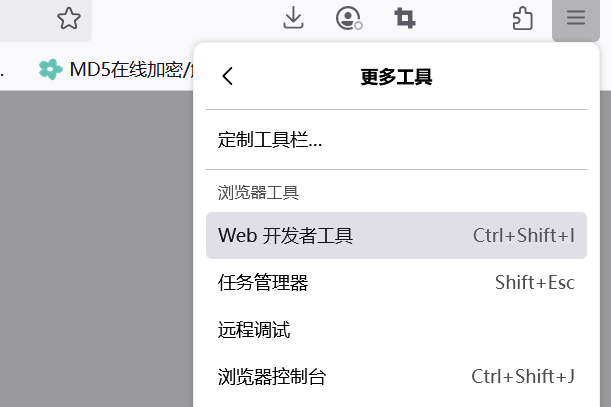 MD5在线加密/
更多工具
定制工具栏...
浏览器工具
Web 开发者工具 Ctrl+Shift+I
任务管理器 Shift+Esc
远程调试
浏览器控制台 Ctrl+Shift+J